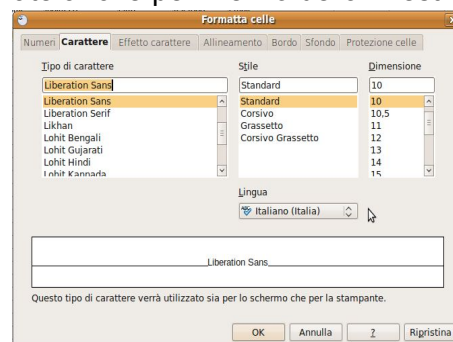 Formatta celle
Numeri Carattere Effetto carattere Allineamento Bordo Sfondo Protezione celle
Tipo di carattere Stile Dimensione
Liberation Sans Standard 10
Liberation Sans Standard 10
Liberation Serif Corsivo 10,5
Likhan Grassetto 11
Lohit Bengali Corsivo Grassetto 12
Lohit Gujarati 13
Lohit Hindi 14
Lohit Kannada 15
Lingua
Italiano (Italia)
Liberation Sans
Questo tipo di carattere verrà utilizzato sia per lo schermo che per la stampante.
OK Annulla ? Ripristina